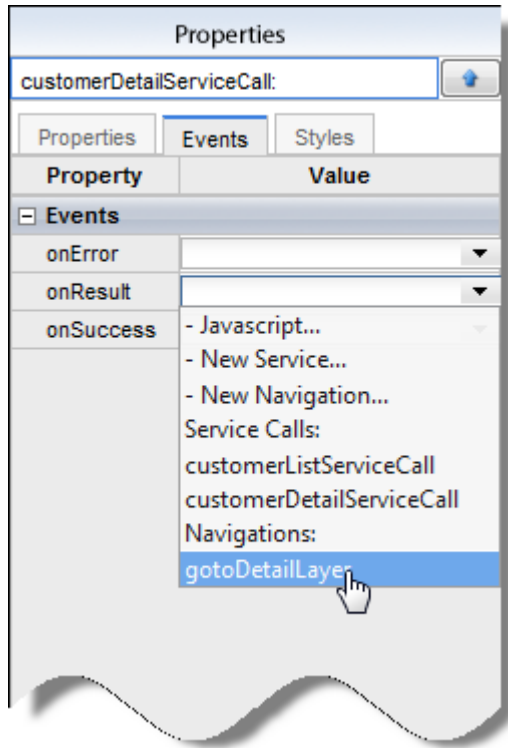 Properties
customerDetailServiceCall:
Properties Events Styles
Property Value
Events
onError
onResult
onSuccess
- Javascript...
- New Service...
- New Navigation...
Service Calls:
customerListServiceCall
customerDetailServiceCall
Navigations:
gotoDetailLayer